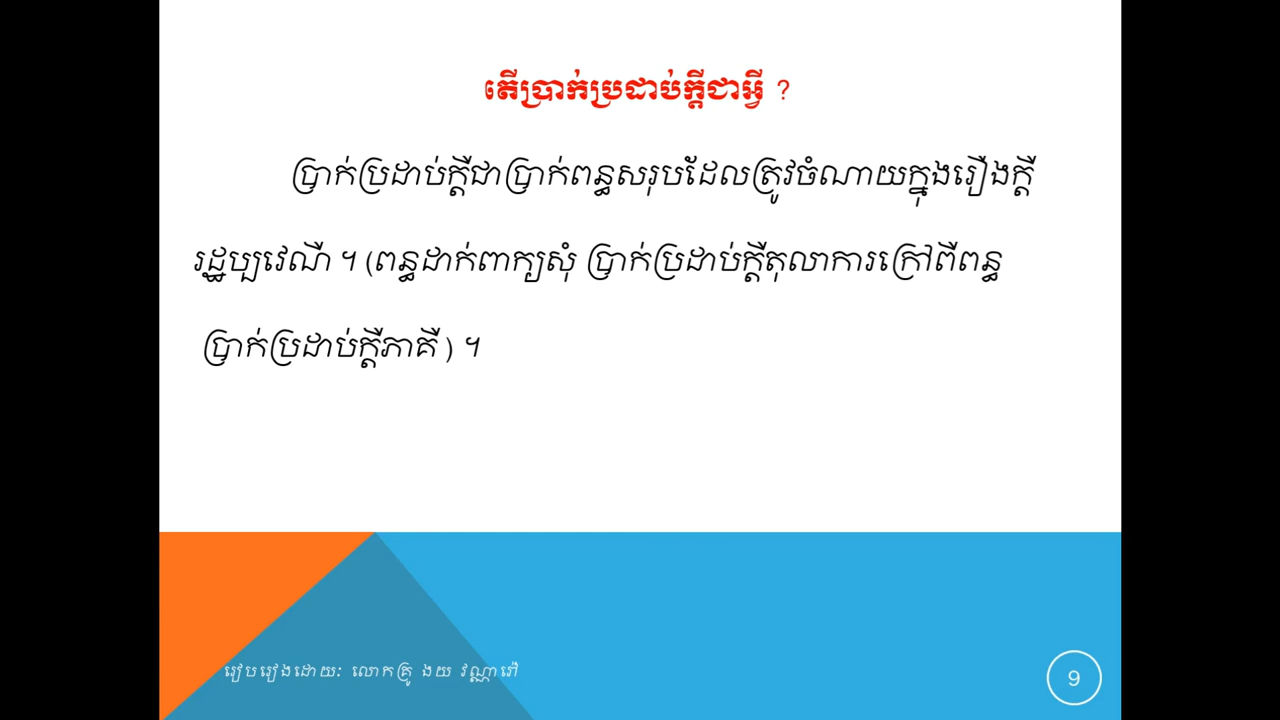 តើប្រាក់ប្រដាប់ក្តីជាអ្វី ?
ប្រាក់ប្រដាប់ក្តីជាប្រាក់ពន្ធសរុបដែលត្រូវចំណាយក្នុងរឿងក្តី
រដ្ឋប្បវេណី ។ (ពន្ធដាក់ពាក្យសុំ ប្រាក់ប្រដាប់ក្តីតុលាការក្រៅពីពន្ធ
ប្រាក់ប្រដាប់ក្តីភាគី ) ។
រៀបរៀងដោយ: លោកគ្រូ ងយ វណ្ណារៅ
9